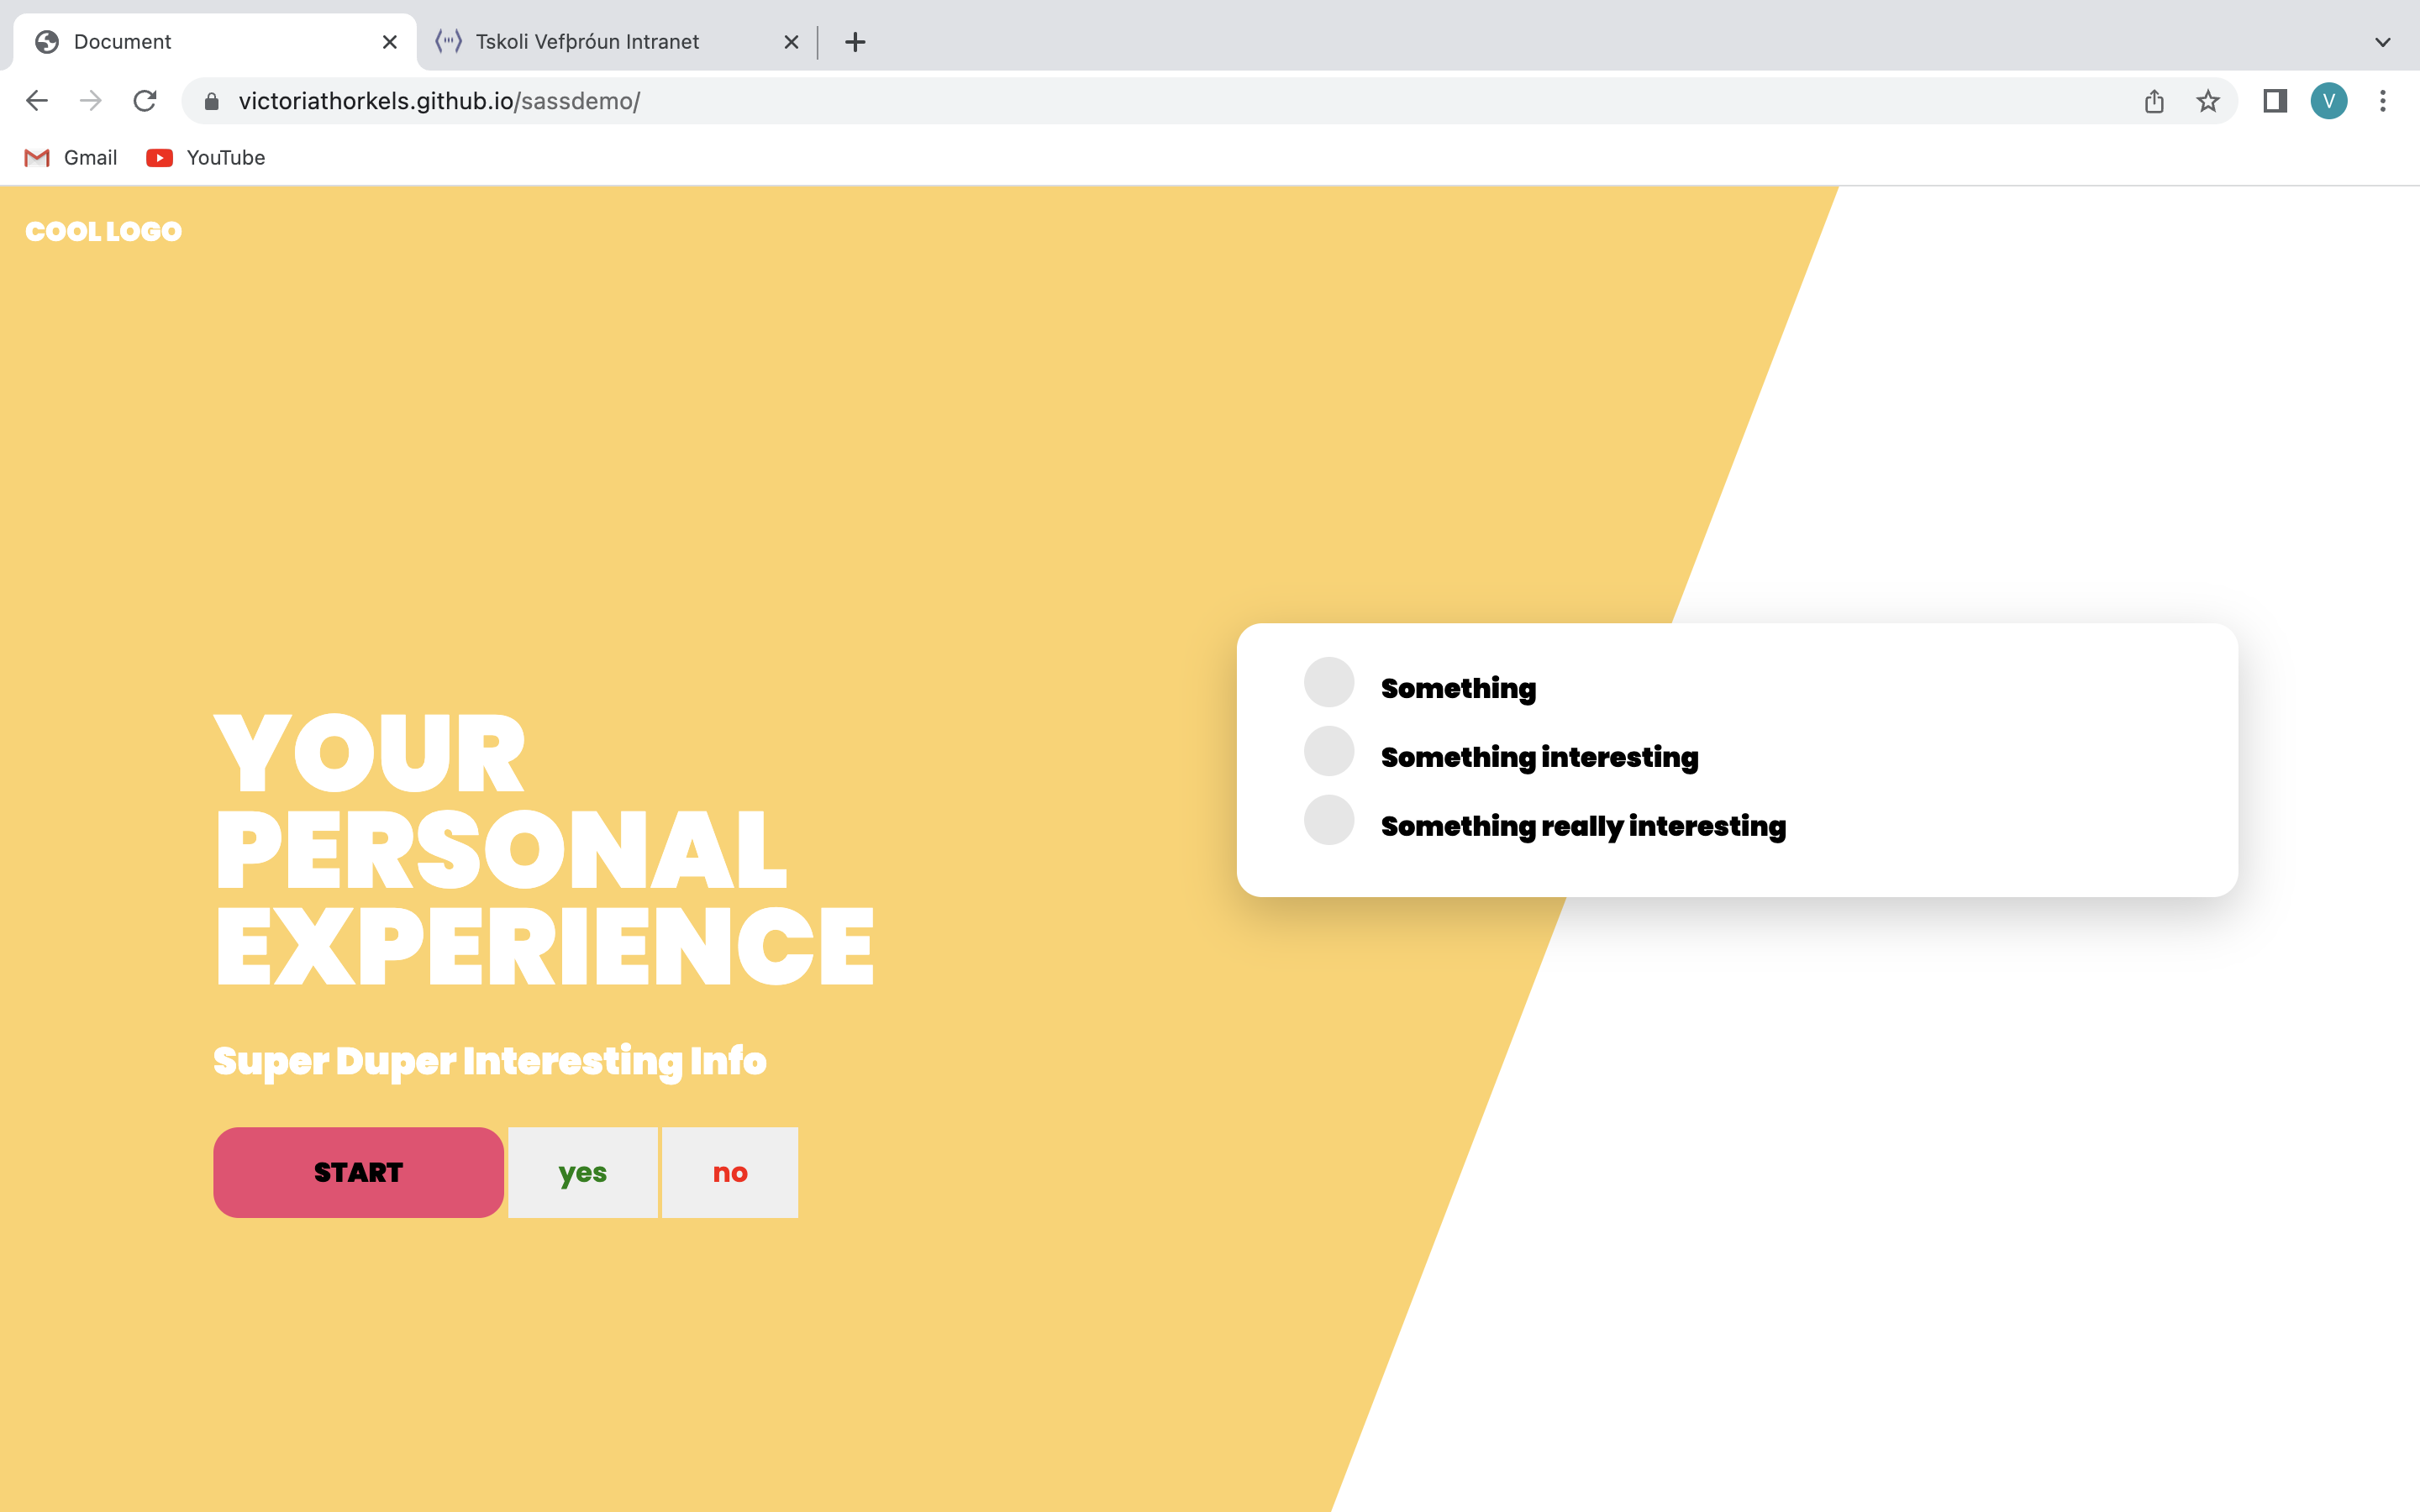 Document
Tskoli Vefþróun Intranet
victoriathorkels.github.io/sassdemo/
V
Gmail
YouTube
COOL LOGO
YOUR
PERSONAL
EXPERIENCE
Super Duper Interesting Info
START
yes
no
Something
Something interesting
Something really interesting